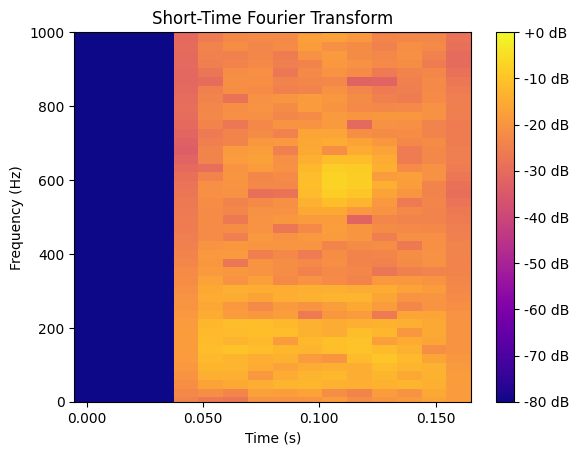 Short-Time Fourier Transform
1000
800
600
400
200
0
Frequency (Hz)
0.000
0.050
0.100
0.150
Time (s)
+0 dB
-10 dB
-20 dB
-30 dB
-40 dB
-50 dB
-60 dB
-70 dB
-80 dB